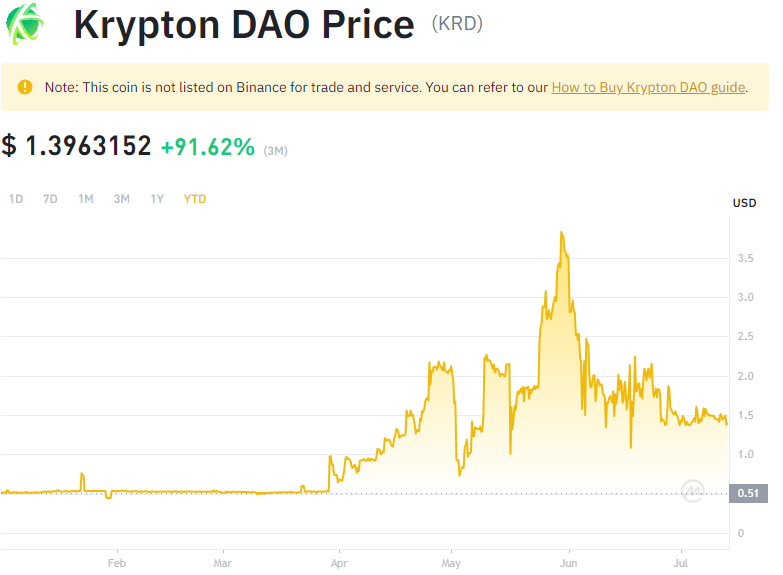 Krypton DAO Price (KRD)
Note: This coin is not listed on Binance for trade and service. You can refer to our How to Buy Krypton DAO guide.
$ 1.3963152 +91.62% (3M)
1D 7D 1M 3M 1Y YTD
USD
3.5
3.0
2.5
2.0
1.5
1.0
0.51
0
Feb Mar Apr May Jun Jul